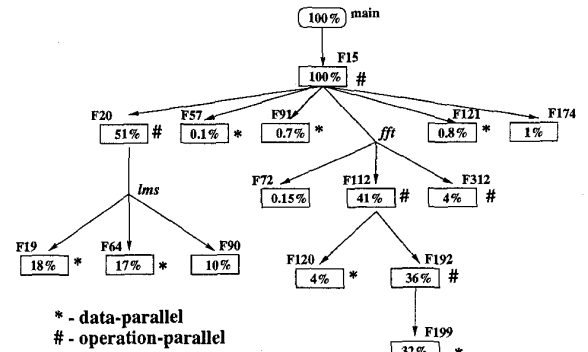 100% main
F15
100% #
F20 F57 F91 F121 F174
51% # 0.1% * 0.7% * fft 0.8% * 1%
F72 F112 F312
0.15% 41% # 4% #
lms
F19 F64 F90
18% * 17% * 10%
F120 F192
4% * 36% #
* - data-parallel
# - operation-parallel
F199
32% *